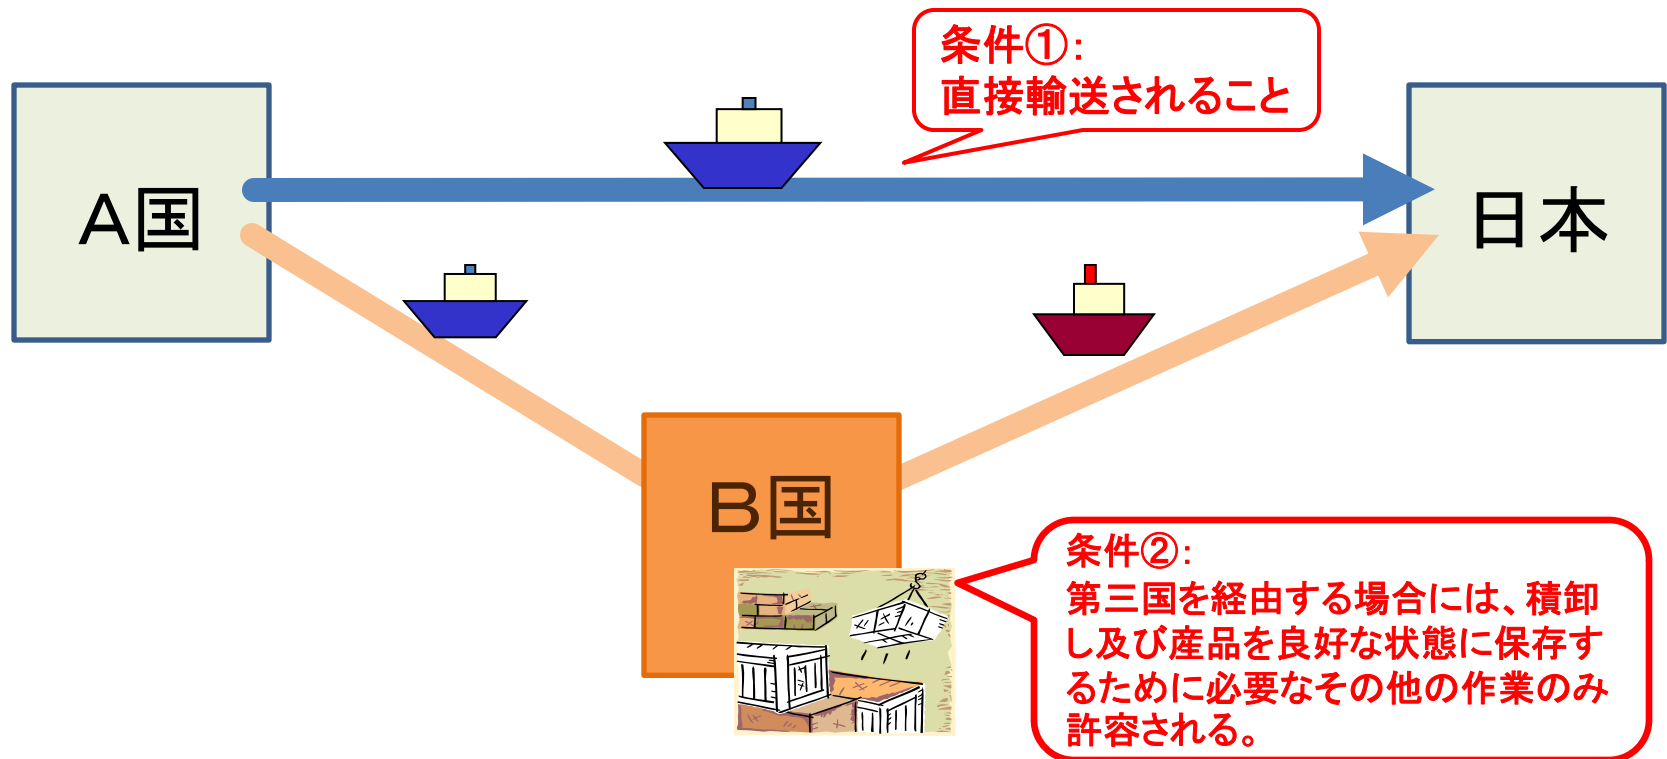 条件①：
直接輸送されること
Ａ国
日本
Ｂ国
条件②：
第三国を経由する場合には、積卸
し及び産品を良好な状態に保存す
るために必要なその他の作業のみ
許容される。